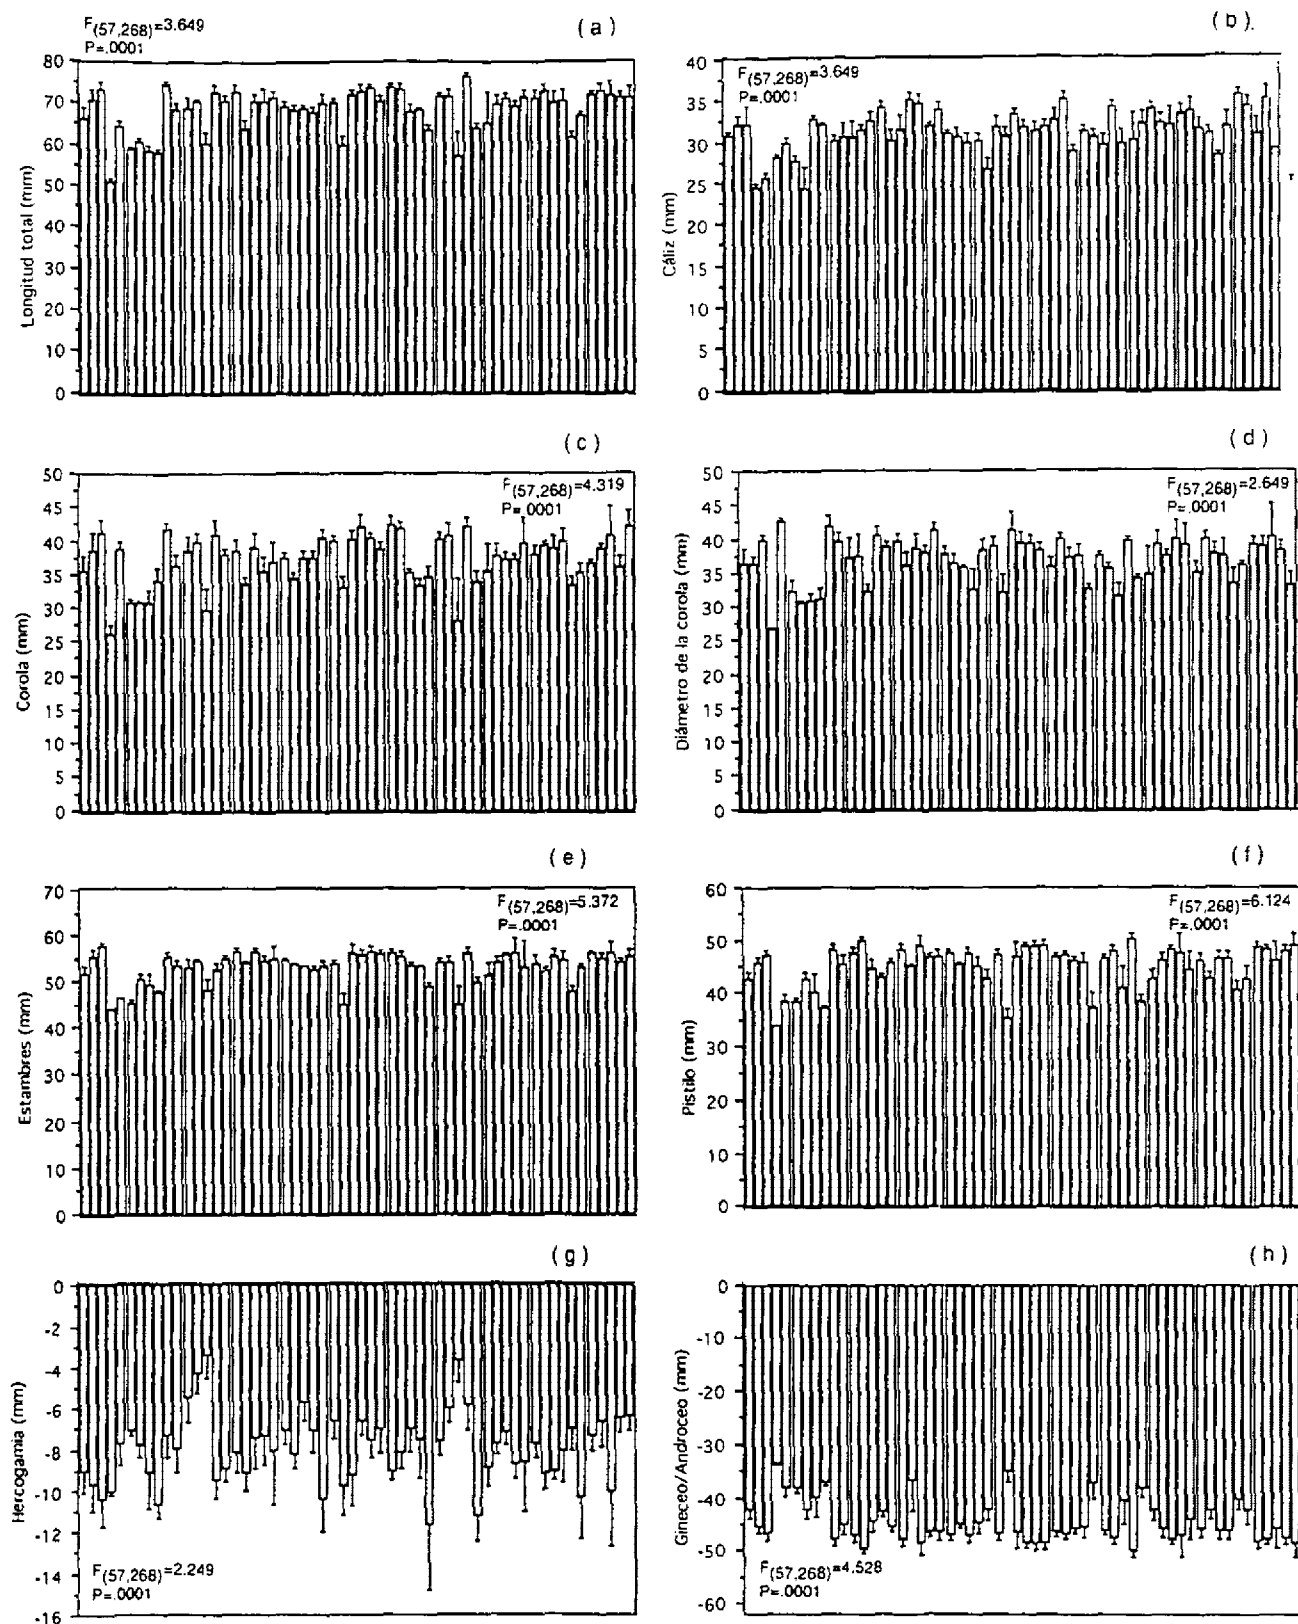 (a)
F(57,268)=3.649
P=.0001
80
70
60
50
40
30
20
10
0
Longitud total (mm)
(b).
F(57,268)=3.649
P=.0001
40
35
30
25
20
15
10
5
0
Cáliz (mm)
(c)
F(57,268)=4.319
P=.0001
50
45
40
35
30
25
20
15
10
5
0
Corola (mm)
(d)
F(57,268)=2.649
P=.0001
50
45
40
35
30
25
20
15
10
5
0
Diámetro de la corola (mm)
(e)
F(57,268)=5.372
P=.0001
70
60
50
40
30
20
10
0
Estambres (mm)
(f)
F(57,268)=6.124
P=.0001
60
50
40
30
20
10
0
Pistilo (mm)
(g)
0
-2
-4
-6
-8
-10
-12
-14
-16
Hercogamia (mm)
F(57,268)=2.249
P=.0001
(h)
0
-10
-20
-30
-40
-50
-60
Gineceo/Androceo (mm)
F(57,268)=4.528
P=.0001